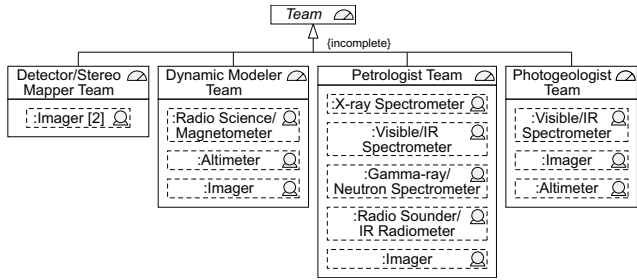 Team
{incomplete}
Detector/Stereo
Mapper Team
:Imager [2]
Dynamic Modeler
Team
:Radio Science/
Magnetometer
:Altimeter
:Imager
Petrologist Team
:X-ray Spectrometer
:Visible/IR
Spectrometer
:Gamma-ray/
Neutron Spectrometer
:Radio Sounder/
IR Radiometer
:Imager
Photogeologist
Team
:Visible/IR
Spectrometer
:Imager
:Altimeter